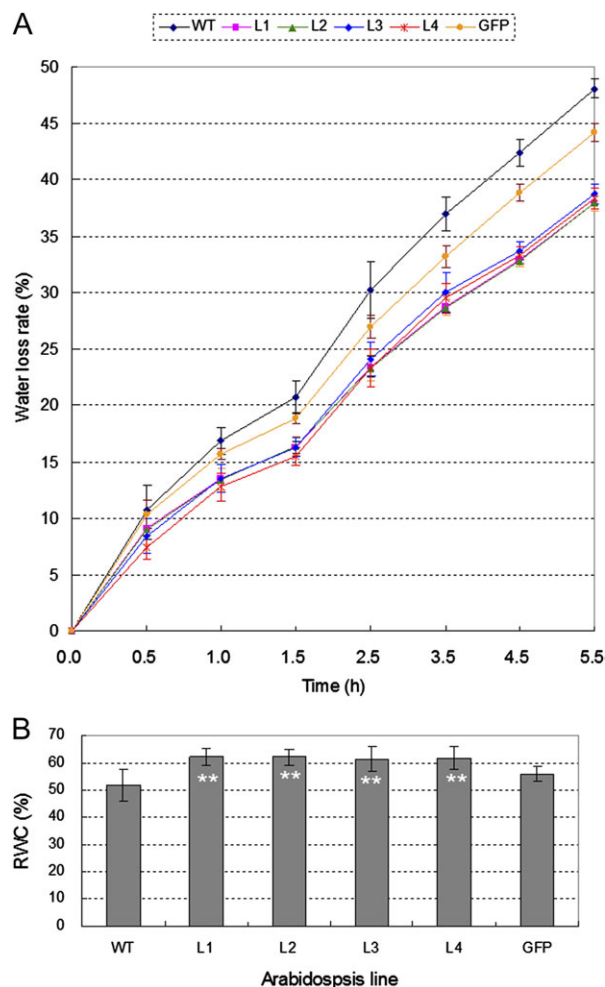 A
WT L1 L2 L3 L4 GFP
50
45
40
35
30
25
20
15
10
5
0
Water loss rate (%)
0.0 0.5 1.0 1.5 2.5 3.5 4.5 5.5
Time (h)
B
70
60
50
40
30
20
10
0
RWC (%)
** ** ** **
WT L1 L2 L3 L4 GFP
Arabidospsis line